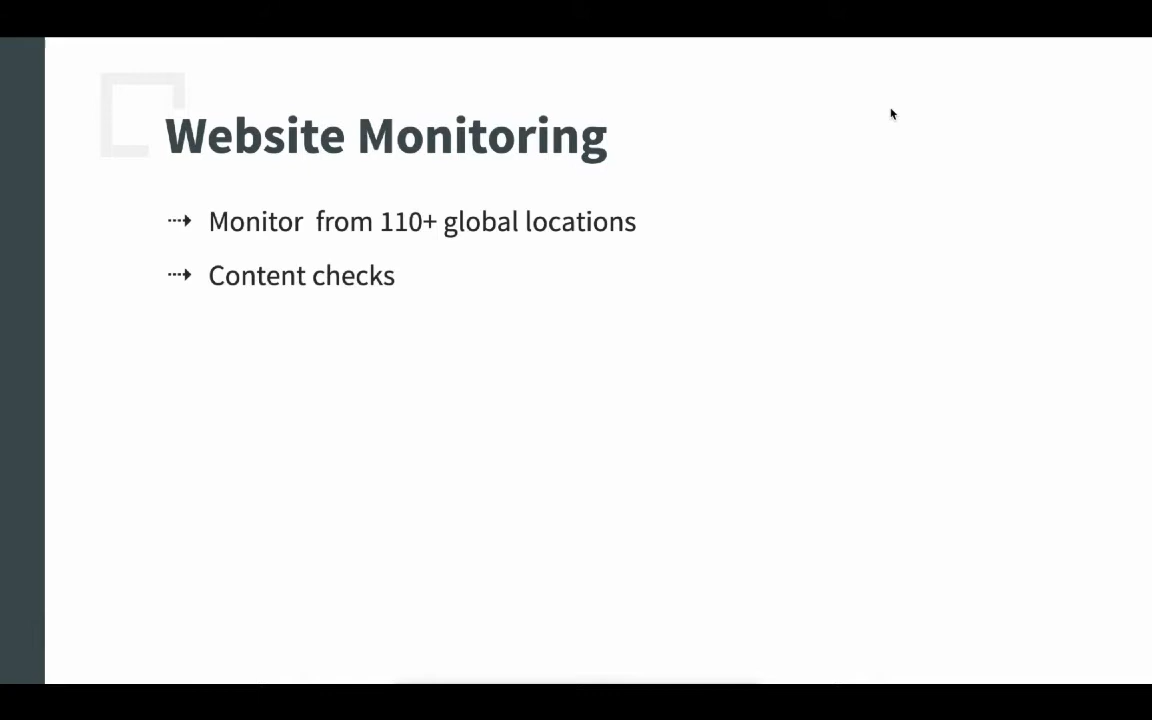 Website Monitoring
Monitor  from 110+ global locations
Content checks